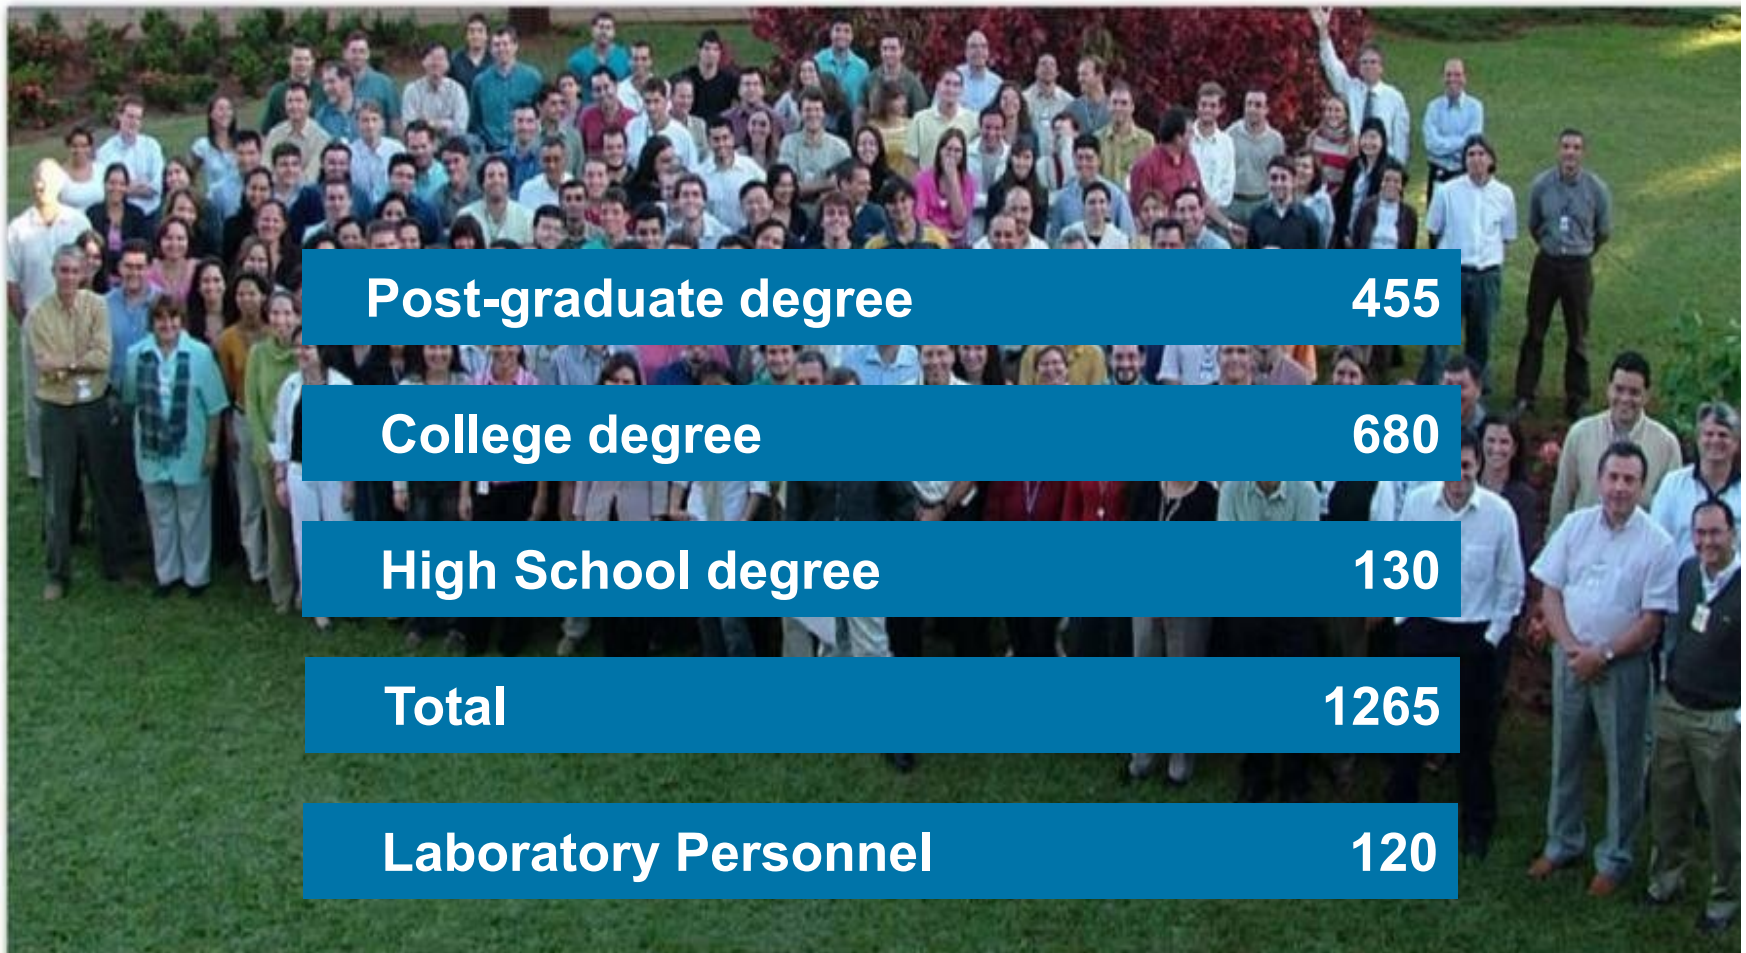 Post-graduate degree 455
College degree 680
High School degree 130
Total 1265
Laboratory Personnel 120